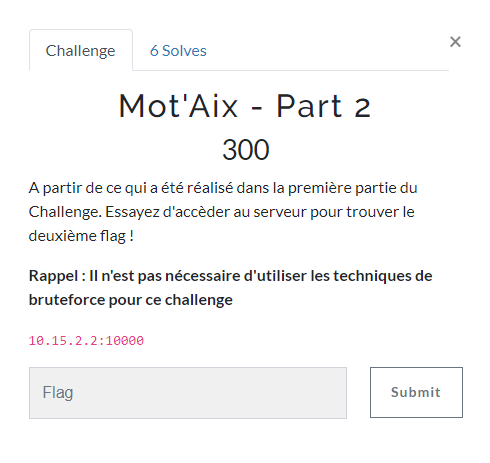 Challenge 6 Solves ×
Mot'Aix - Part 2
300
A partir de ce qui a été réalisé dans la première partie du
Challenge. Essayez d'accèder au serveur pour trouver le
deuxième flag !
Rappel : Il n'est pas nécessaire d'utiliser les techniques de
bruteforce pour ce challenge
10.15.2.2:10000
Flag Submit